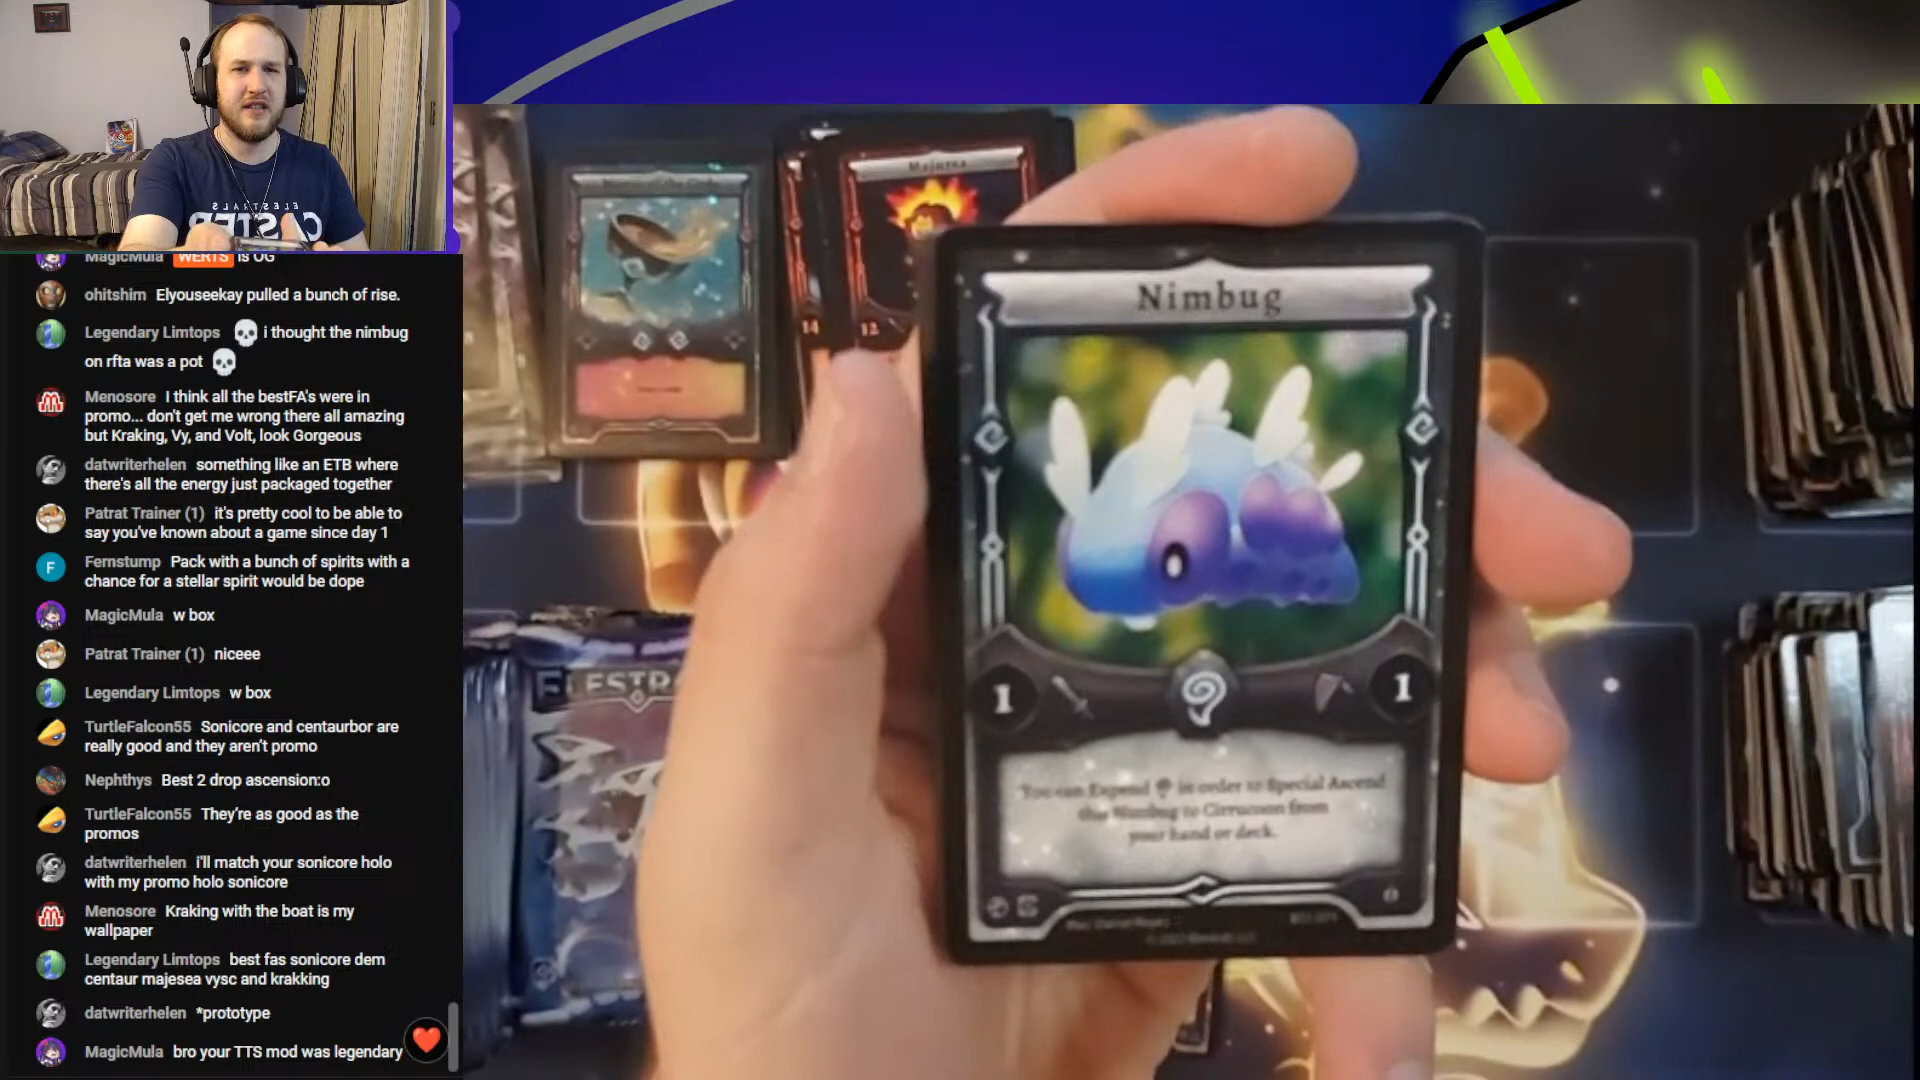 ELESTRALS
CASTER
MagicMula WERTS is OG
ohitshim Elyouseekay pulled a bunch of rise.
Legendary Limtops 💀 i thought the nimbug
on rfta was a pot 💀
Menosore I think all the bestFA's were in
promo... don't get me wrong there all amazing
but Kraking, Vy, and Volt, look Gorgeous
datwriterhelen something like an ETB where
there's all the energy just packaged together
Patrat Trainer (1) it's pretty cool to be able to
say you've known about a game since day 1
F
Fernstump Pack with a bunch of spirits with a
chance for a stellar spirit would be dope
MagicMula w box
Patrat Trainer (1) niceee
Legendary Limtops w box
TurtleFalcon55 Sonicore and centaurbor are
really good and they aren't promo
Nephthys Best 2 drop ascension:o
TurtleFalcon55 They're as good as the
promos
datwriterhelen i'll match your sonicore holo
with my promo holo sonicore
Menosore Kraking with the boat is my
wallpaper
Legendary Limtops best fas sonicore dem
centaur majesea vysc and krakking
datwriterhelen *prototype
MagicMula bro your TTS mod was legendary
14
12
ELESTR
Nimbug
1
1
You can Expend in order to Special Ascend
this Nimbug to Cirrucoon from
your hand or deck.